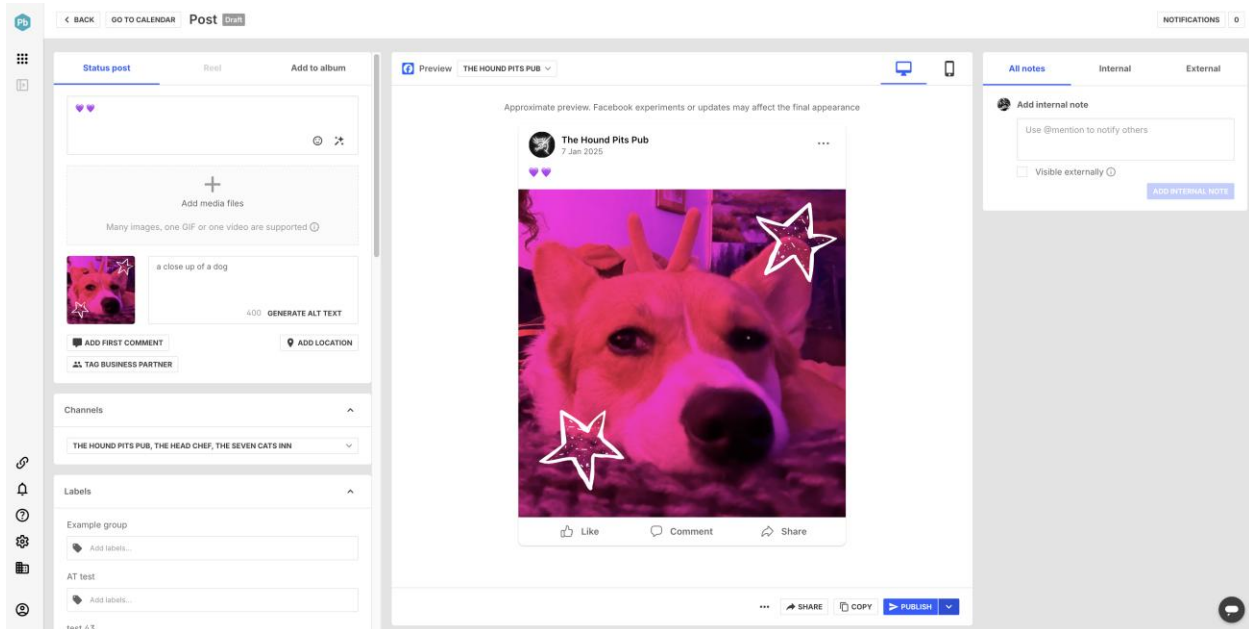 Pb
< BACK GO TO CALENDAR Post Draft
NOTIFICATIONS 0
Status post Reel Add to album
💜💜
Add media files
Many images, one GIF or one video are supported
a close up of a dog
400 GENERATE ALT TEXT
ADD FIRST COMMENT ADD LOCATION
TAG BUSINESS PARTNER
Channels
THE HOUND PITS PUB, THE HEAD CHEF, THE SEVEN CATS INN
Labels
Example group
Add labels...
AT test
Add labels...
test 43
Preview THE HOUND PITS PUB
Approximate preview. Facebook experiments or updates may affect the final appearance
The Hound Pits Pub
7 Jan 2025
💜💜
Like Comment Share
SHARE COPY PUBLISH
All notes Internal External
Add internal note
Use @mention to notify others
Visible externally
ADD INTERNAL NOTE